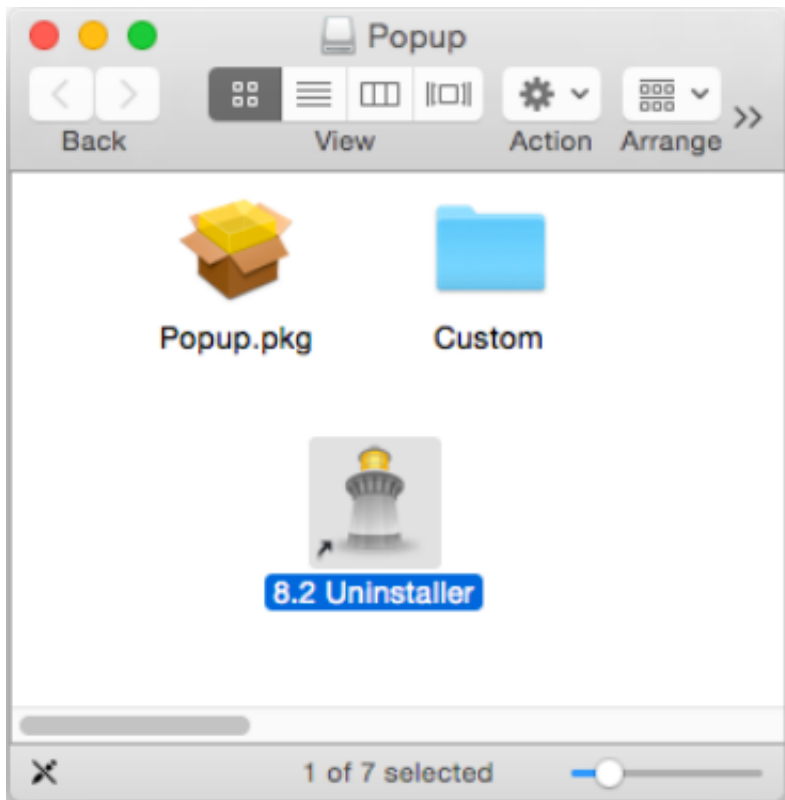 Popup
Back View Action Arrange
Popup.pkg Custom
8.2 Uninstaller
1 of 7 selected